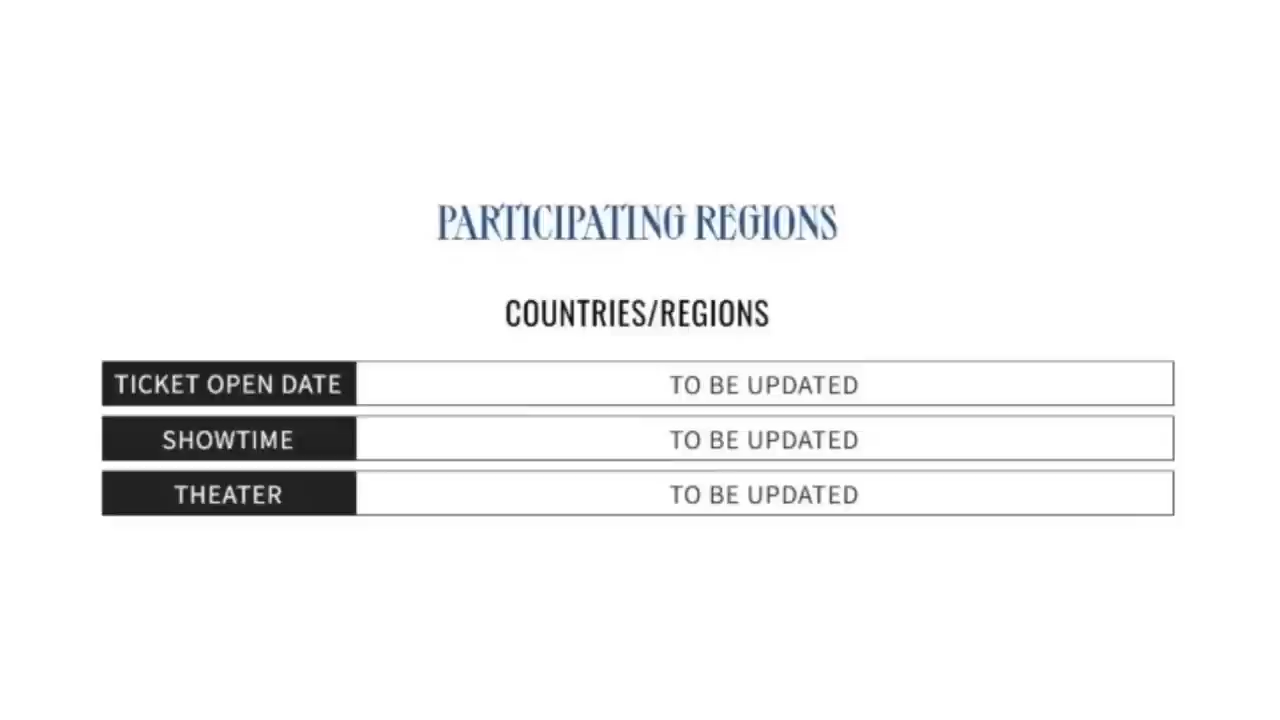 PARTICIPATING REGIONS
COUNTRIES/REGIONS
TICKET OPEN DATE TO BE UPDATED
SHOWTIME TO BE UPDATED
THEATER TO BE UPDATED